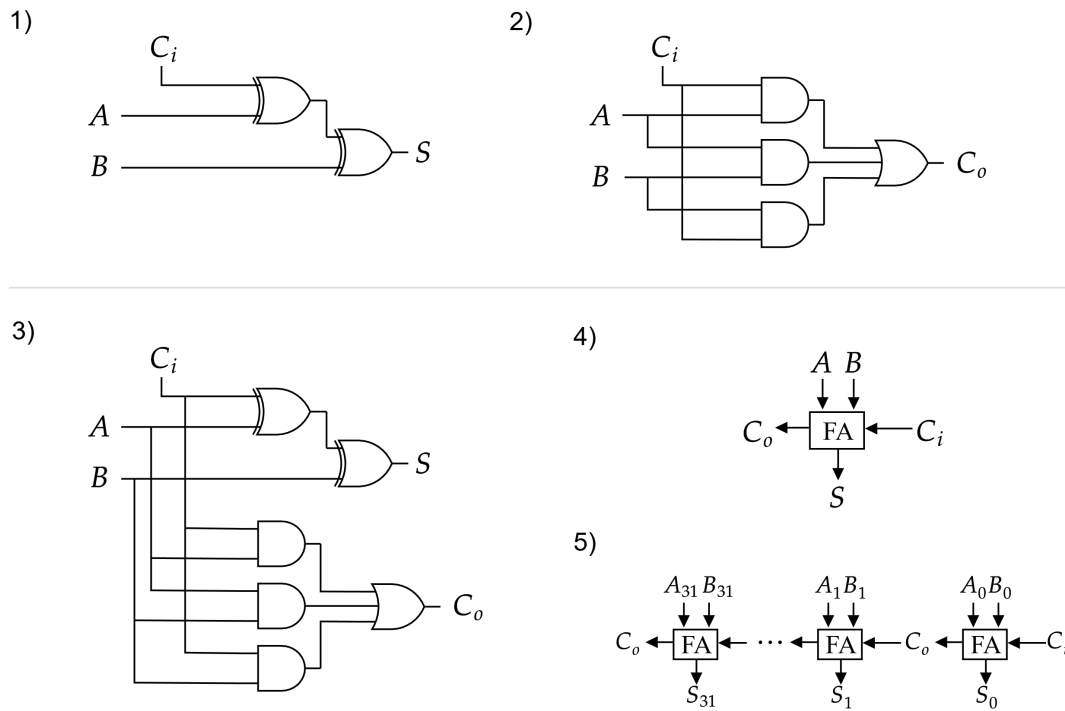 1)
C_i
A
B
S
2)
C_i
A
B
C_o
3)
C_i
A
B
S
C_o
4)
A B
C_o FA C_i
S
5)
A_31 B_31 A_1 B_1 A_0 B_0
C_o FA ··· FA C_o FA C_i
S_31 S_1 S_0